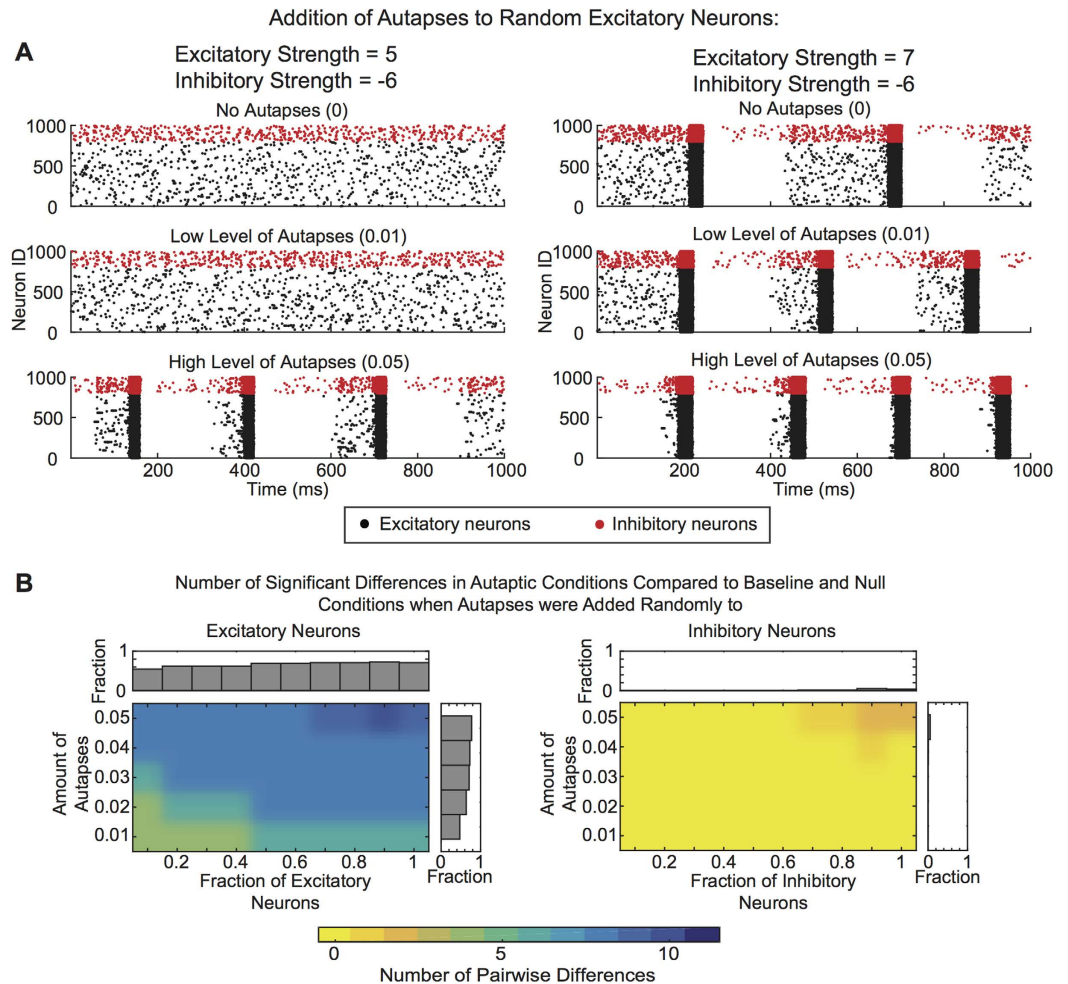 Addition of Autapses to Random Excitatory Neurons:
A
Excitatory Strength = 5
Inhibitory Strength = -6
No Autapses (0)
1000
500
0
Low Level of Autapses (0.01)
1000
500
0
Neuron ID
High Level of Autapses (0.05)
1000
500
0
200 400 600 800 1000
Time (ms)
Excitatory Strength = 7
Inhibitory Strength = -6
No Autapses (0)
1000
500
0
Low Level of Autapses (0.01)
1000
500
0
Neuron ID
High Level of Autapses (0.05)
1000
500
0
200 400 600 800 1000
Time (ms)
Excitatory neurons
Inhibitory neurons
B
Number of Significant Differences in Autaptic Conditions Compared to Baseline and Null
Conditions when Autapses were Added Randomly to
Excitatory Neurons
Fraction
1
0
Amount of
Autapses
0.05
0.04
0.03
0.02
0.01
0.2 0.4 0.6 0.8 1
Fraction of Excitatory
Neurons
0 1
Fraction
Inhibitory Neurons
Fraction
1
0
Amount of
Autapses
0.05
0.04
0.03
0.02
0.01
0.2 0.4 0.6 0.8 1
Fraction of Inhibitory
Neurons
0 1
Fraction
0 5 10
Number of Pairwise Differences